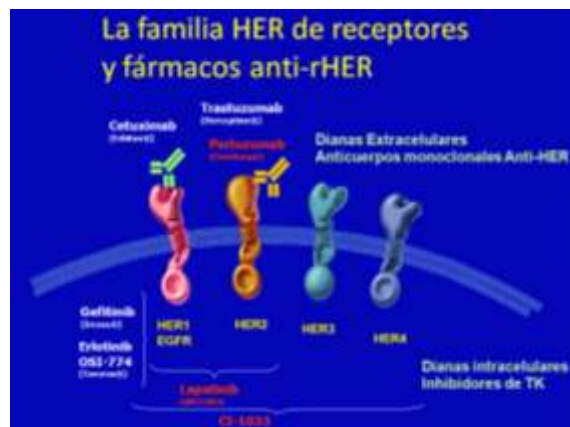 La familia HER de receptores
y fármacos anti-rHER
Trastuzumab
Cetuximab
Pertuzumab
Dianas Extracelulares
Anticuerpos monoclonales Anti-HER
Gefitinib
Erlotinib
OSI-774
HER1
EGFR
HER2
HER3
HER4
Lapatinib
CI-1033
Dianas intracelulares
Inhibidores de TK